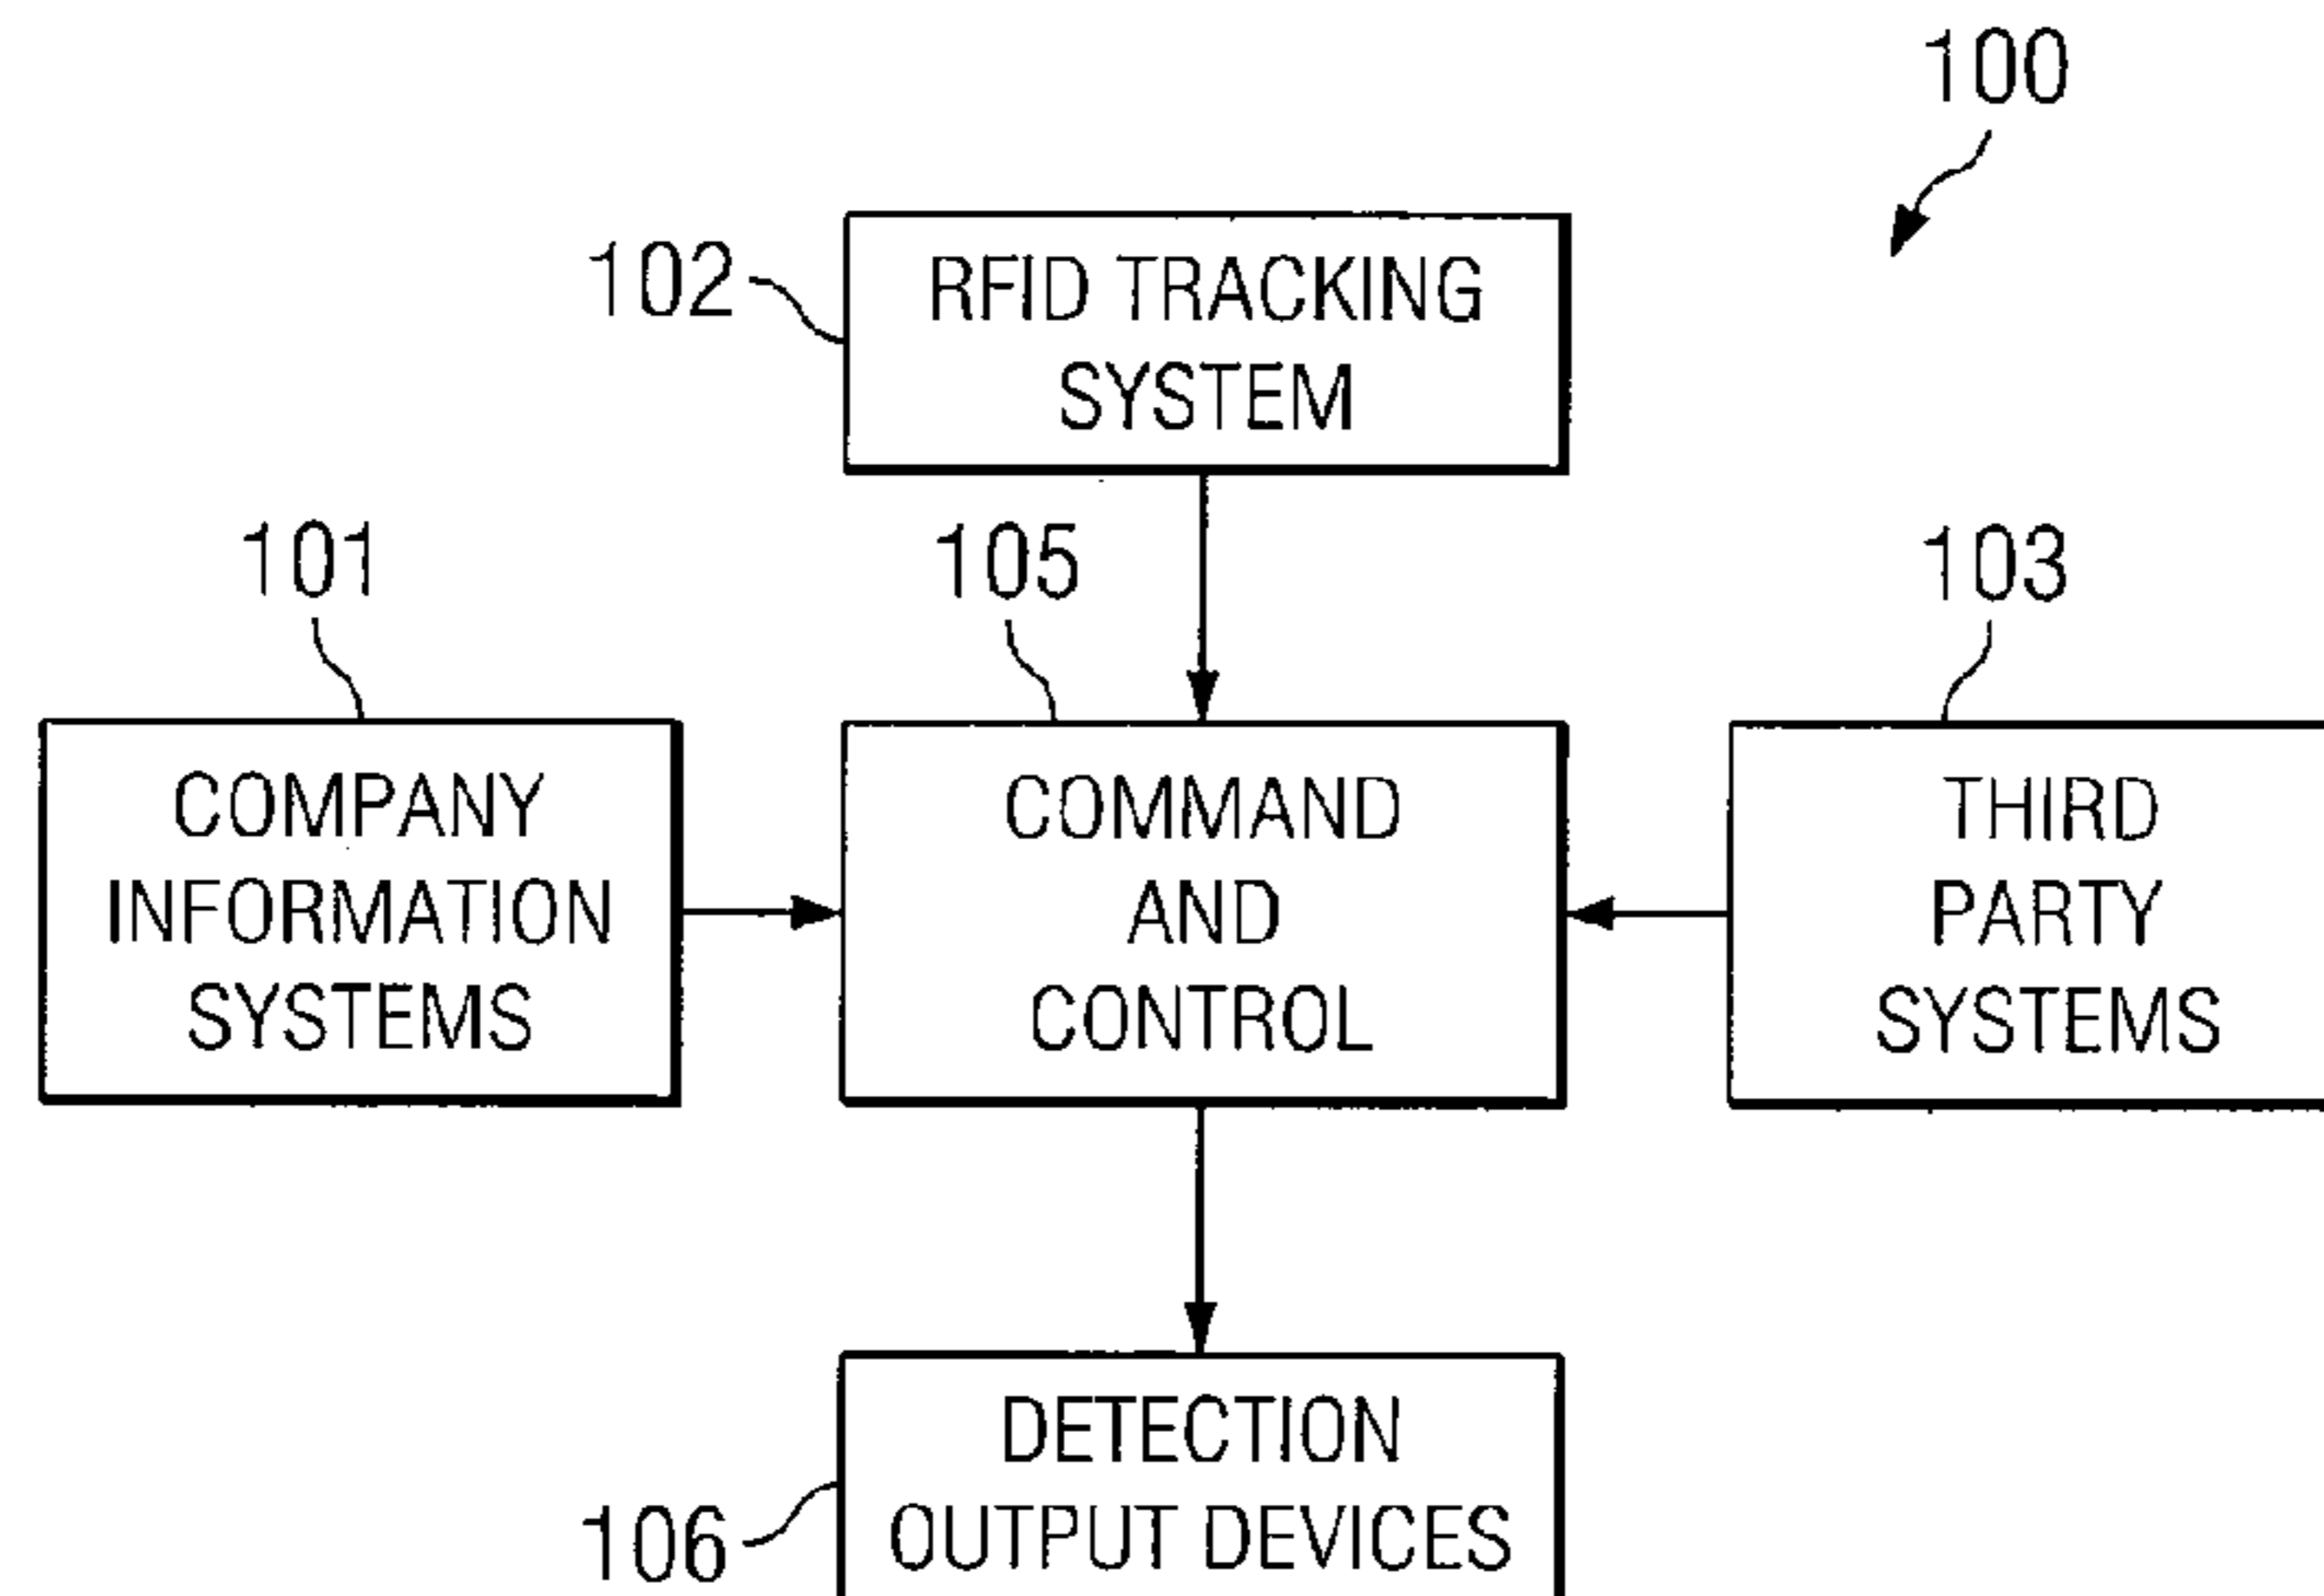 100
102
RFID TRACKING
SYSTEM
101
105
103
COMPANY
INFORMATION
SYSTEMS
COMMAND
AND
CONTROL
THIRD
PARTY
SYSTEMS
106
DETECTION
OUTPUT DEVICES